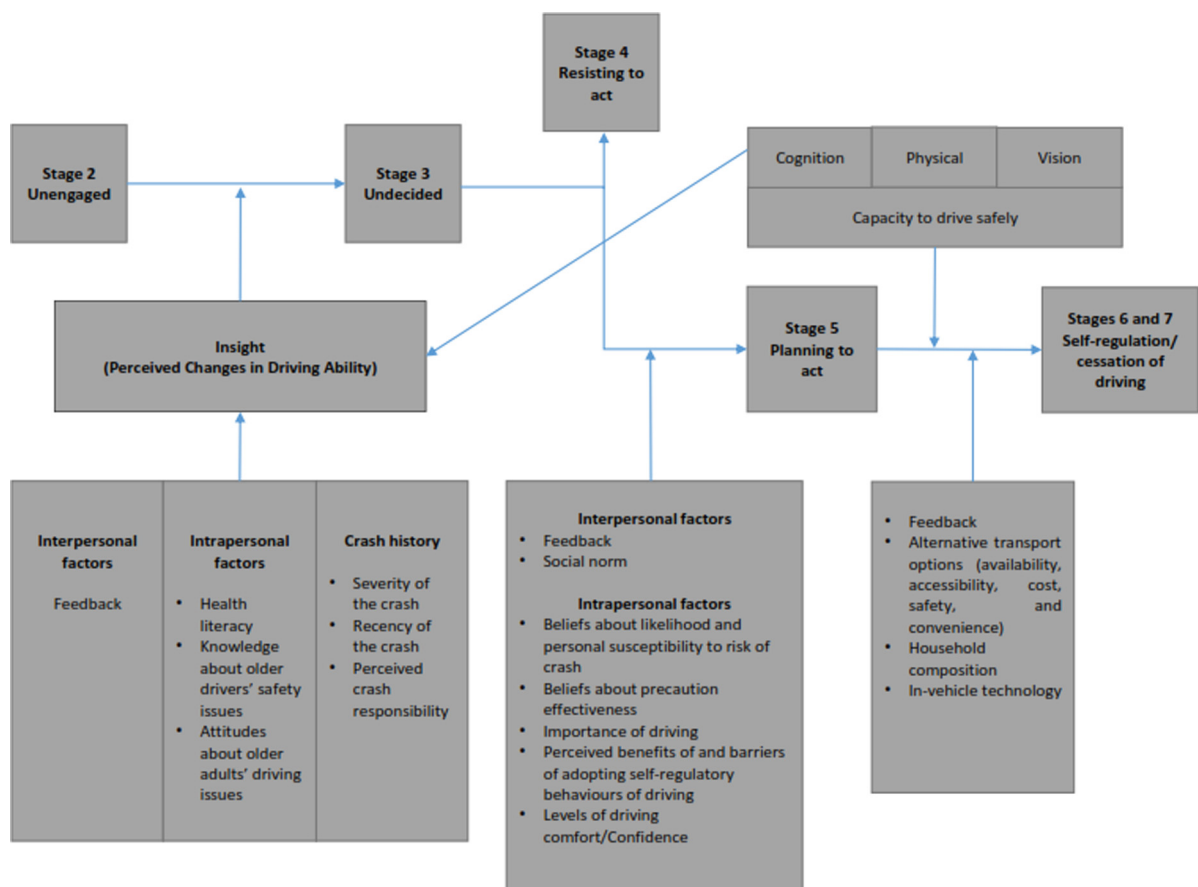 Stage 4
Resisting to
act
Stage 2
Unengaged
Stage 3
Undecided
Cognition
Physical
Vision
Capacity to drive safely
Insight
(Perceived Changes in Driving Ability)
Stage 5
Planning to
act
Stages 6 and 7
Self-regulation/
cessation of
driving
Interpersonal
factors
Feedback
Intrapersonal
factors
• Health
literacy
• Knowledge
about older
drivers’ safety
issues
• Attitudes
about older
adults’ driving
issues
Crash history
• Severity of
the crash
• Recency of
the crash
• Perceived
crash
responsibility
Interpersonal factors
• Feedback
• Social norm
Intrapersonal factors
• Beliefs about likelihood and
personal susceptibility to risk of
crash
• Beliefs about precaution
effectiveness
• Importance of driving
• Perceived benefits of and barriers
of adopting self-regulatory
behaviours of driving
• Levels of driving
comfort/Confidence
• Feedback
• Alternative transport
options (availability,
accessibility, cost,
safety, and
convenience)
• Household
composition
• In-vehicle technology